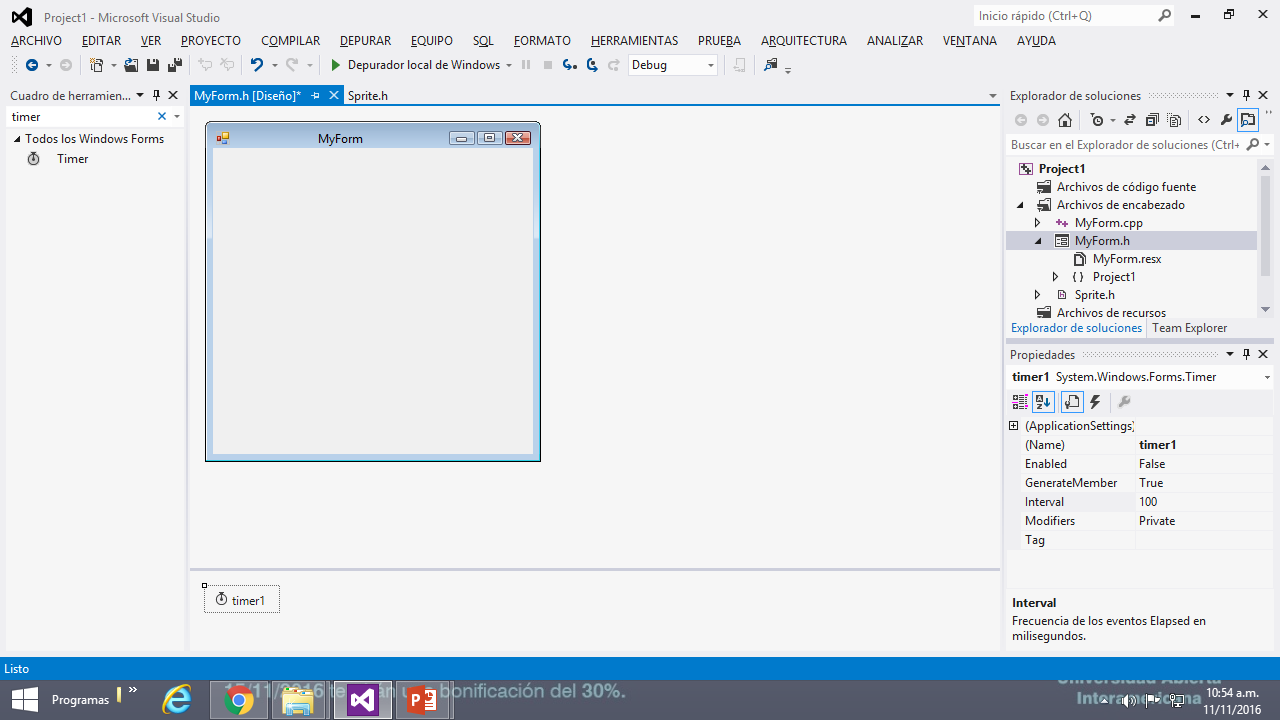 Project1 - Microsoft Visual Studio
Inicio rápido (Ctrl+Q)
ARCHIVO EDITAR VER PROYECTO COMPILAR DEPURAR EQUIPO SQL FORMATO HERRAMIENTAS PRUEBA ARQUITECTURA ANALIZAR VENTANA AYUDA
Depurador local de Windows
Debug
Cuadro de herramien...
timer
Todos los Windows Forms
Timer
MyForm.h [Diseño]*
Sprite.h
MyForm
timer1
Explorador de soluciones
Buscar en el Explorador de soluciones (Ctrl+
Project1
Archivos de código fuente
Archivos de encabezado
MyForm.cpp
MyForm.h
MyForm.resx
Project1
Sprite.h
Archivos de recursos
Explorador de soluciones Team Explorer
Propiedades
timer1 System.Windows.Forms.Timer
(ApplicationSettings)
(Name) timer1
Enabled False
GenerateMember True
Interval 100
Modifiers Private
Tag
Interval
Frecuencia de los eventos Elapsed en
milisegundos.
Listo
Programas
bonificación del 30%.
Universidad Abierta
10:54 a.m.
11/11/2016